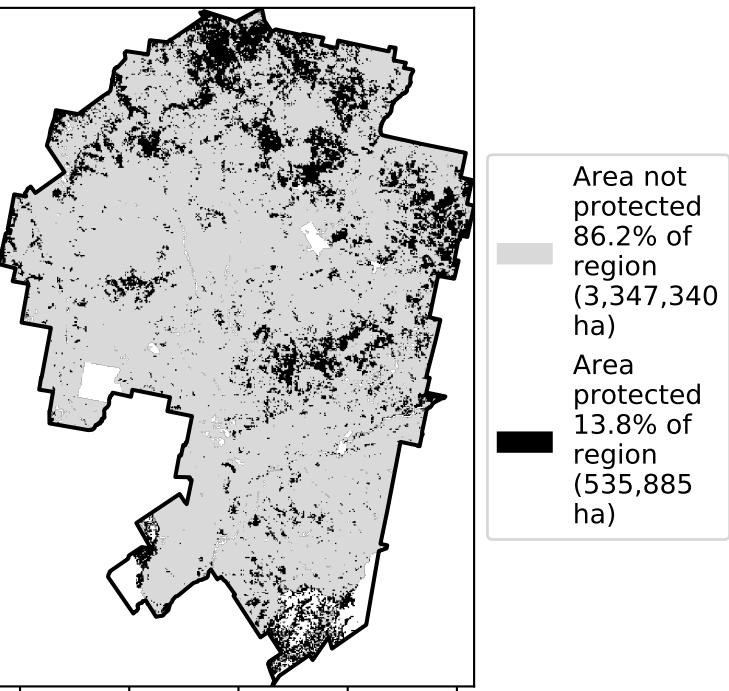 Area not
protected
86.2% of
region
(3,347,340
ha)
Area
protected
13.8% of
region
(535,885
ha)